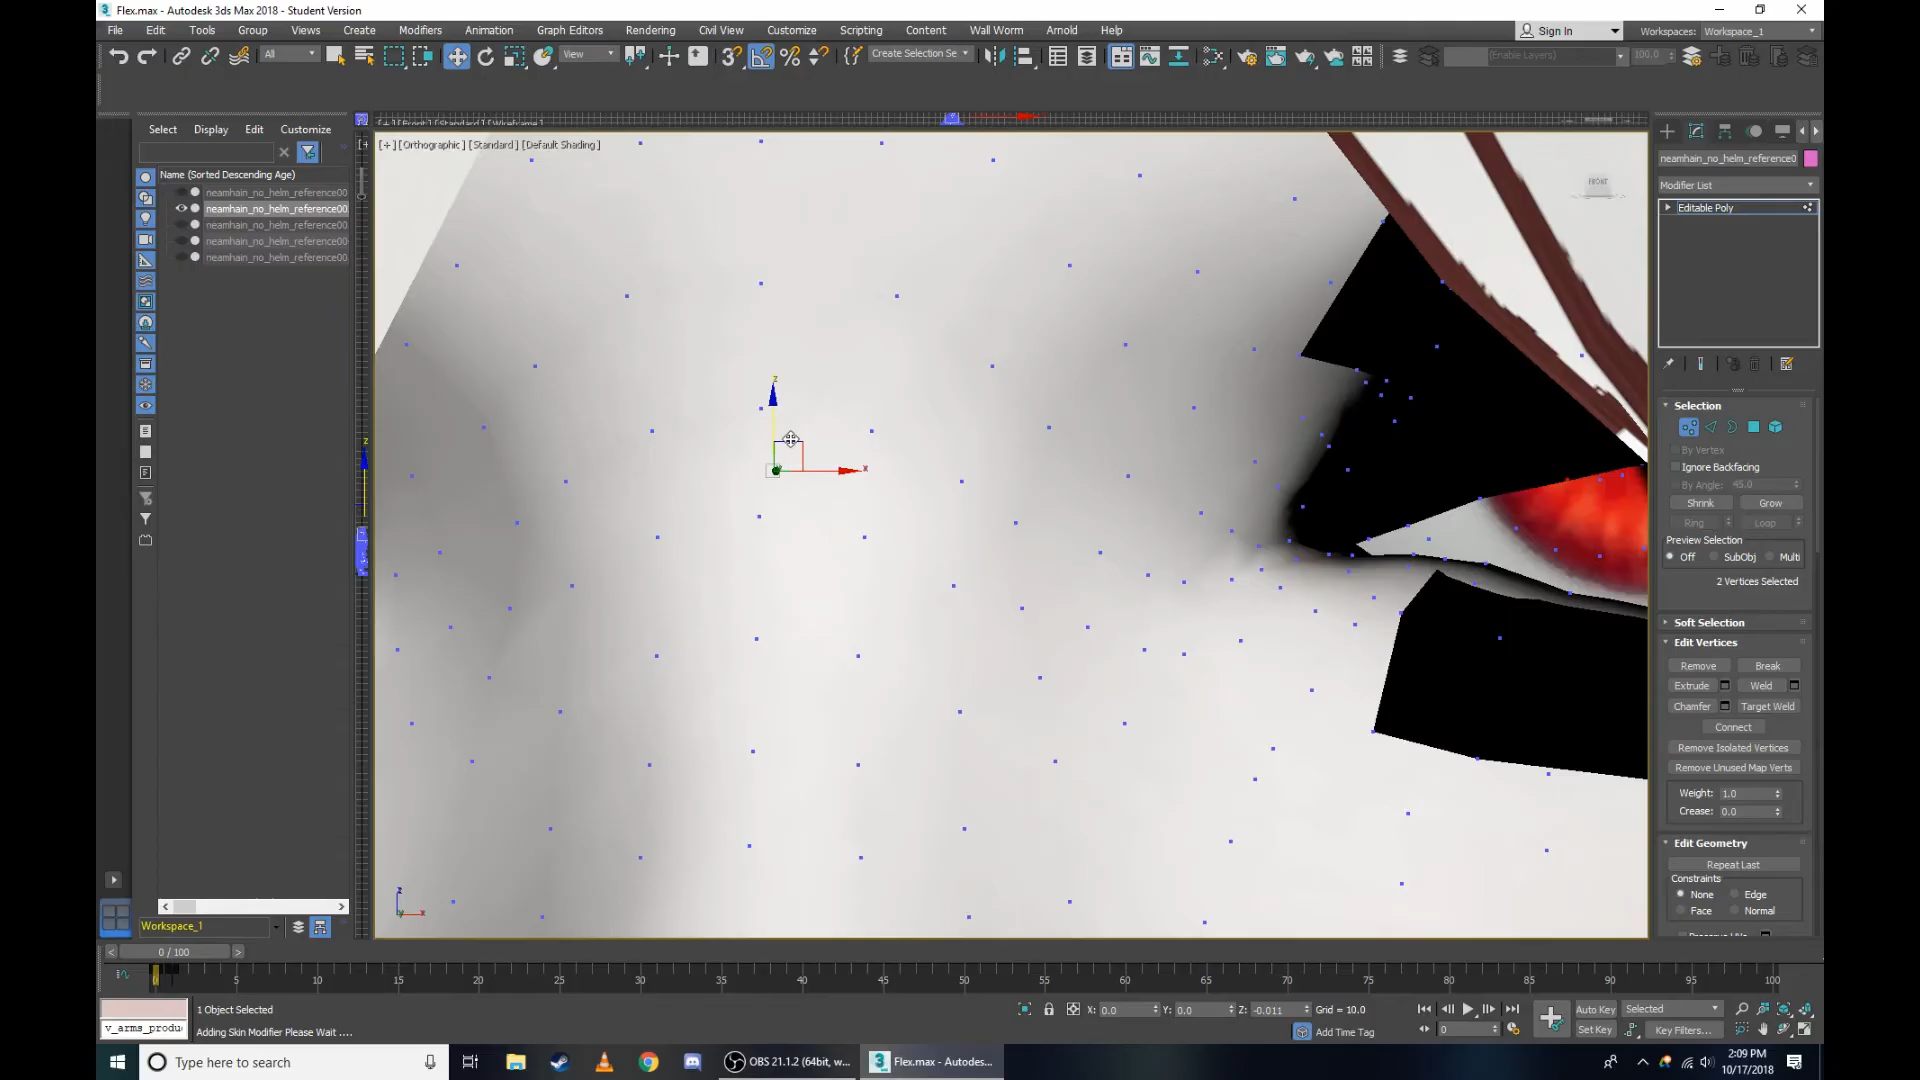 Flex.max - Autodesk 3ds Max 2018 - Student Version
File Edit Tools Group Views Create Modifiers Animation Graph Editors Rendering Civil View Customize Scripting Content Wall Worm Arnold Help
Sign In Workspaces: Workspace_1
All View Create Selection Se (Enable Layers) 100.0
Select Display Edit Customize
Name (Sorted Descending Age)
neamhain_no_helm_reference00
neamhain_no_helm_reference00
neamhain_no_helm_reference00
neamhain_no_helm_reference00
neamhain_no_helm_reference00
[+][Front][Standard][Wireframe]
[+][Orthographic][Standard][Default Shading]
FRONT
z
x
z
z
x
neamhain_no_helm_reference0
Modifier List
Editable Poly
Selection
By Vertex
Ignore Backfacing
By Angle: 45.0
Shrink Grow
Ring Loop
Preview Selection
Off SubObj Multi
2 Vertices Selected
Soft Selection
Edit Vertices
Remove Break
Extrude Weld
Chamfer Target Weld
Connect
Remove Isolated Vertices
Remove Unused Map Verts
Weight: 1.0
Crease: 0.0
Edit Geometry
Repeat Last
Constraints
None Edge
Face Normal
Workspace_1
0 / 100
5 10 15 20 25 30 35 40 45 50 55 60 65 70 75 80 85 90 95 100
1 Object Selected
X: 0.0 Y: 0.0 Z: -0.011 Grid = 10.0
Auto Key Selected
v_arms_produ
Adding Skin Modifier Please Wait ....
Add Time Tag
0
Set Key Key Filters...
Type here to search
OBS 21.1.2 (64bit, w...
Flex.max - Autodes...
2:09 PM
10/17/2018